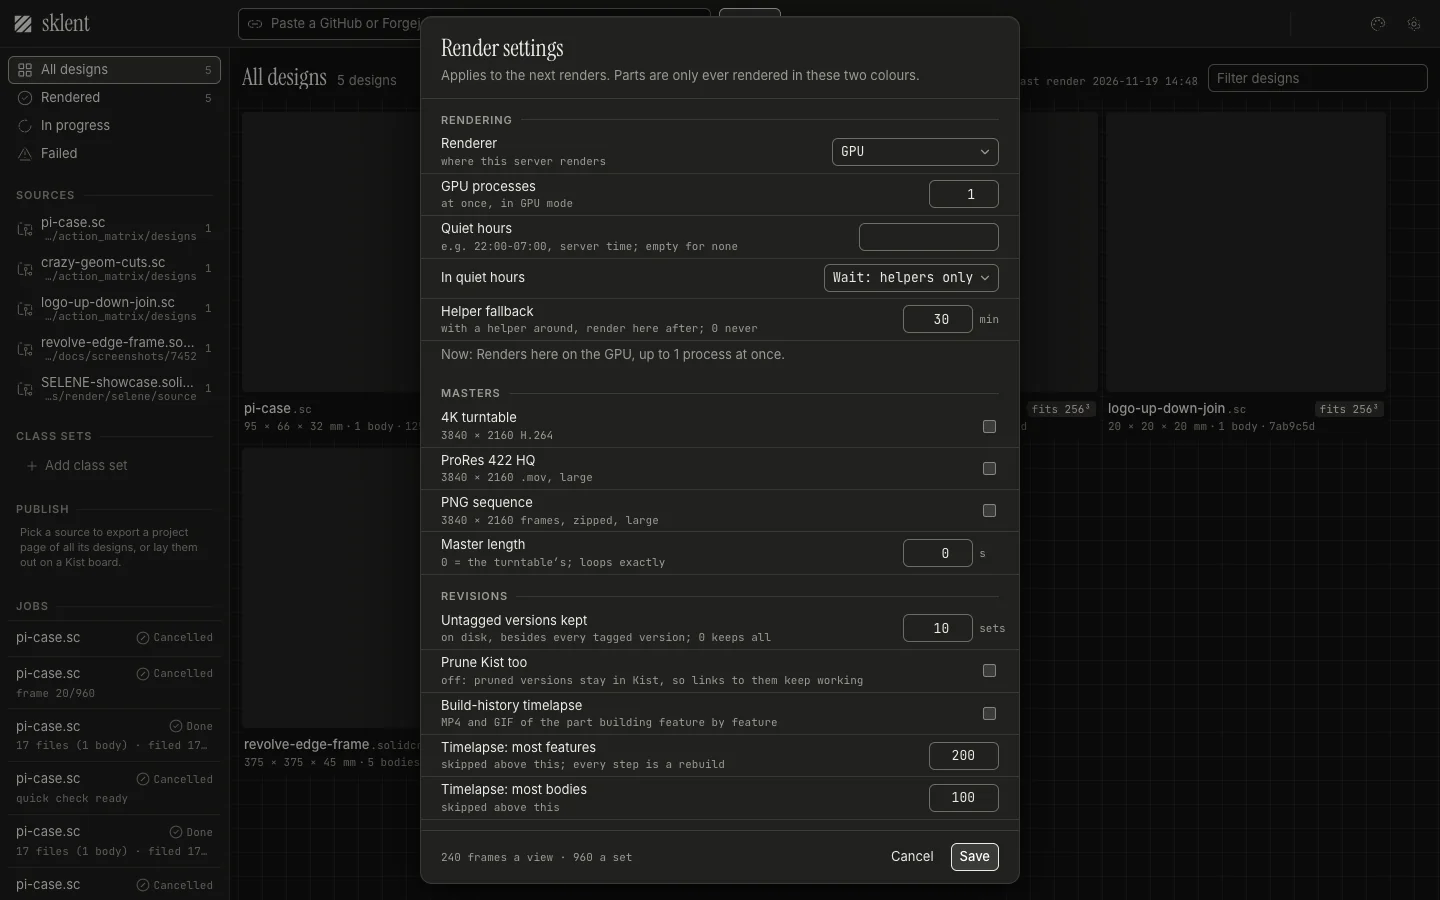 sklent
Paste a GitHub or Forgej
All designs 5
Rendered 5
In progress
Failed
SOURCES
pi-case.sc 1
…/action_matrix/designs
crazy-geom-cuts.sc 1
…/action_matrix/designs
logo-up-down-join.sc 1
…/action_matrix/designs
revolve-edge-frame.so… 1
…/docs/screenshots/7452
SELENE-showcase.soli… 1
…s/render/selene/source
CLASS SETS
+ Add class set
PUBLISH
Pick a source to export a project
page of all its designs, or lay them
out on a Kist board.
JOBS
pi-case.sc Cancelled
pi-case.sc Cancelled
frame 20/960
pi-case.sc Done
17 files (1 body) · filed 17…
pi-case.sc Cancelled
quick check ready
pi-case.sc Done
17 files (1 body) · filed 17…
pi-case.sc Cancelled
All designs 5 designs
ast render 2026-11-19 14:48
Filter designs
pi-case.sc
95 × 66 × 32 mm · 1 body · 12
fits 256³
logo-up-down-join.sc fits 256³
20 × 20 × 20 mm · 1 body · 7ab9c5d
revolve-edge-frame.solidc
375 × 375 × 45 mm · 5 bodies
Render settings
Applies to the next renders. Parts are only ever rendered in these two colours.
RENDERING
Renderer
where this server renders
GPU
GPU processes
at once, in GPU mode
1
Quiet hours
e.g. 22:00-07:00, server time; empty for none
In quiet hours
Wait: helpers only
Helper fallback
with a helper around, render here after; 0 never
30 min
Now: Renders here on the GPU, up to 1 process at once.
MASTERS
4K turntable
3840 × 2160 H.264
ProRes 422 HQ
3840 × 2160 .mov, large
PNG sequence
3840 × 2160 frames, zipped, large
Master length
0 = the turntable’s; loops exactly
0 s
REVISIONS
Untagged versions kept
on disk, besides every tagged version; 0 keeps all
10 sets
Prune Kist too
off: pruned versions stay in Kist, so links to them keep working
Build-history timelapse
MP4 and GIF of the part building feature by feature
Timelapse: most features
skipped above this; every step is a rebuild
200
Timelapse: most bodies
skipped above this
100
240 frames a view · 960 a set
Cancel
Save